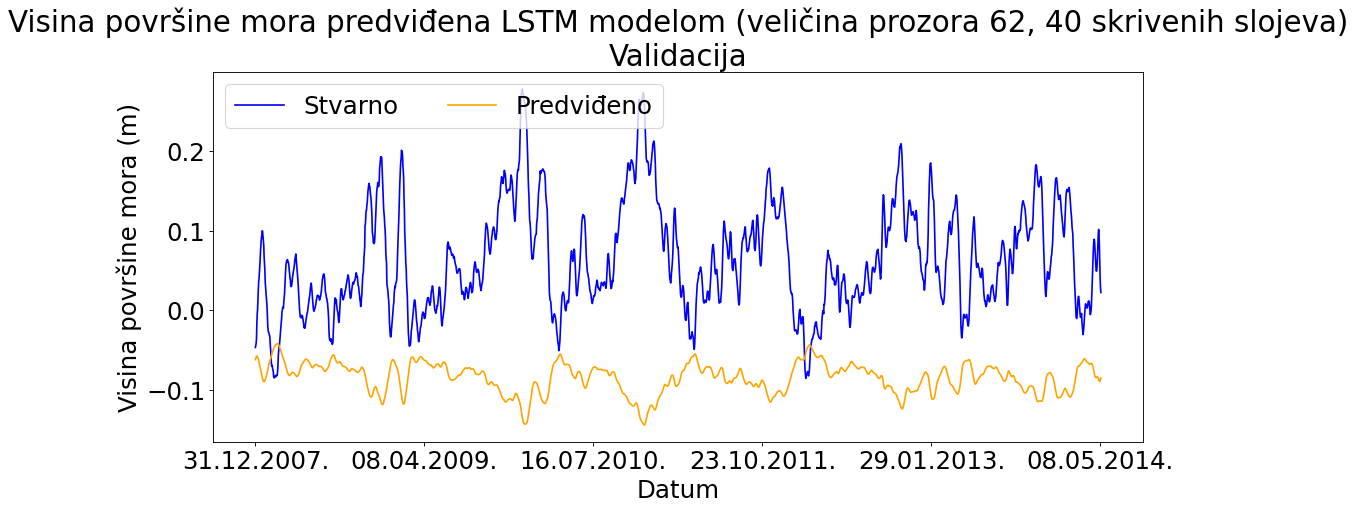 Visina površine mora predviđena LSTM modelom (veličina prozora 62, 40 skrivenih slojeva)
Validacija
Stvarno
Predviđeno
Visina površine mora (m)
0.2
0.1
0.0
−0.1
31.12.2007.
08.04.2009.
16.07.2010.
23.10.2011.
29.01.2013.
08.05.2014.
Datum